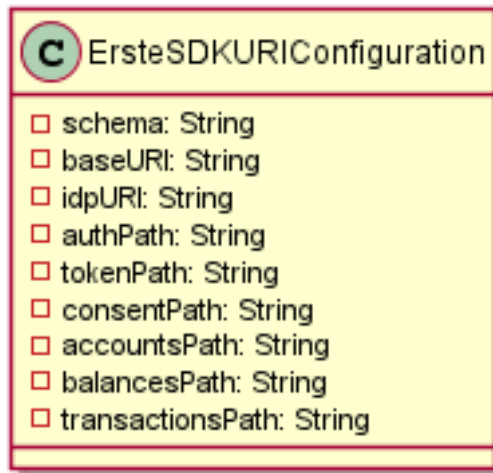 C ErsteSDKURIConfiguration
schema: String
baseURI: String
idpURI: String
authPath: String
tokenPath: String
consentPath: String
accountsPath: String
balancesPath: String
transactionsPath: String